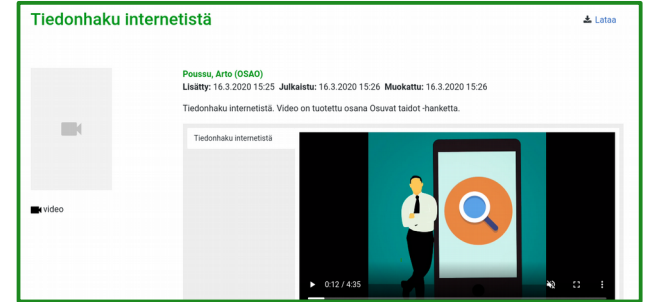 Tiedonhaku internetistä
Lataa
Poussu, Arto (OSAO)
Lisätty: 16.3.2020 15:25 Julkaistu: 16.3.2020 15:26 Muokattu: 16.3.2020 15:26
Tiedonhaku internetistä. Video on tuotettu osana Osuvat taidot -hanketta.
Tiedonhaku internetistä
video
0:12 / 4:35